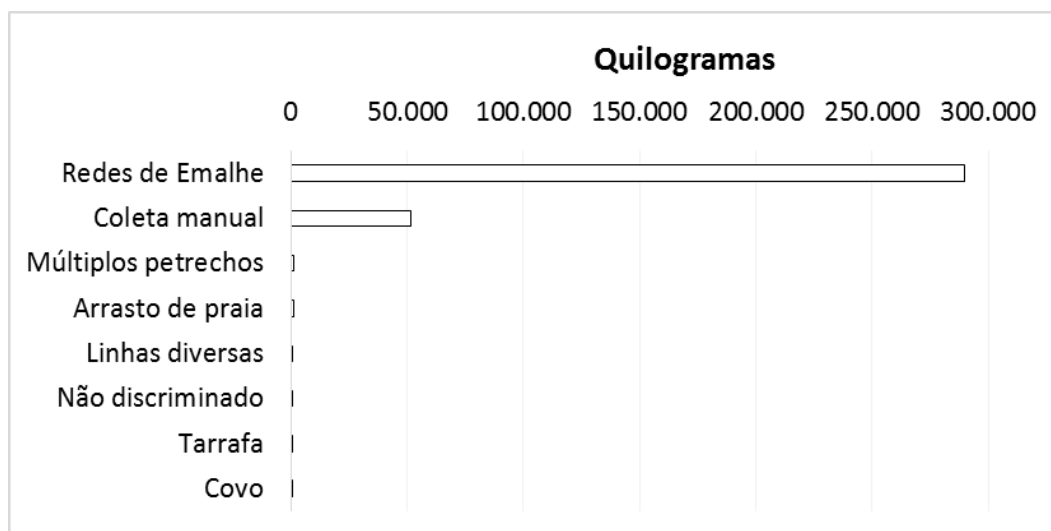 Quilogramas
0 50.000 100.000 150.000 200.000 250.000 300.000
Redes de Emalhe
Coleta manual
Múltiplos petrechos
Arrasto de praia
Linhas diversas
Não discriminado
Tarrafa
Covo